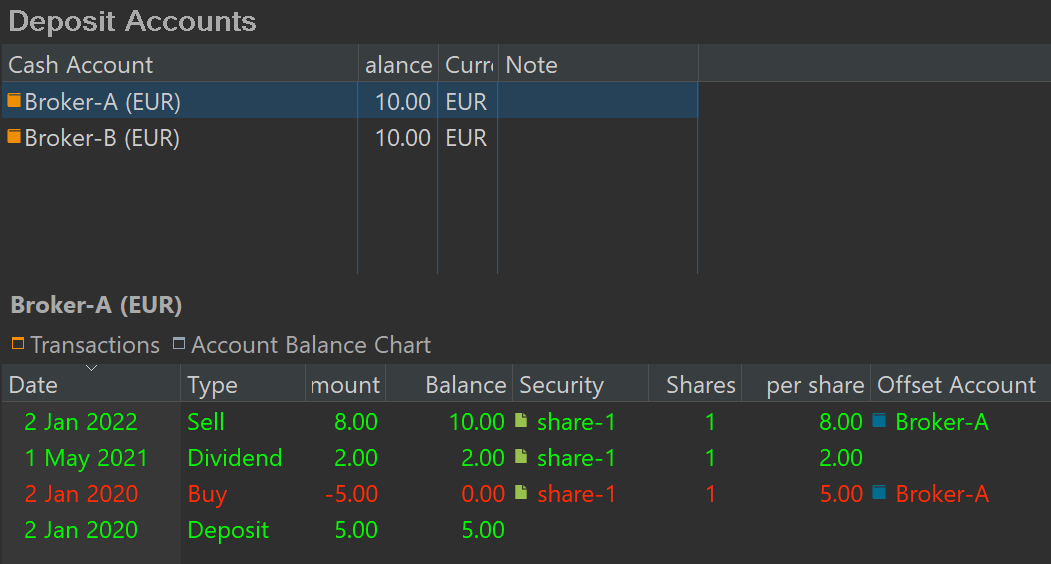 Deposit Accounts
Cash Account alance Curre Note
Broker-A (EUR) 10.00 EUR
Broker-B (EUR) 10.00 EUR
Broker-A (EUR)
Transactions Account Balance Chart
Date Type mount Balance Security Shares per share Offset Account
2 Jan 2022 Sell 8.00 10.00 share-1 1 8.00 Broker-A
1 May 2021 Dividend 2.00 2.00 share-1 1 2.00
2 Jan 2020 Buy -5.00 0.00 share-1 1 5.00 Broker-A
2 Jan 2020 Deposit 5.00 5.00